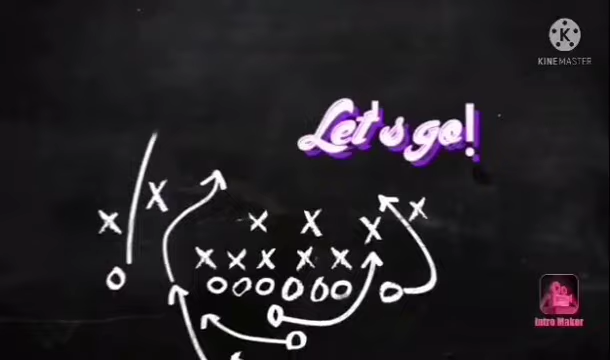 K
KINEMASTER
Let's go!
X X X X X X
X X X X X
O O O O O O O O
O
O
Intro Maker